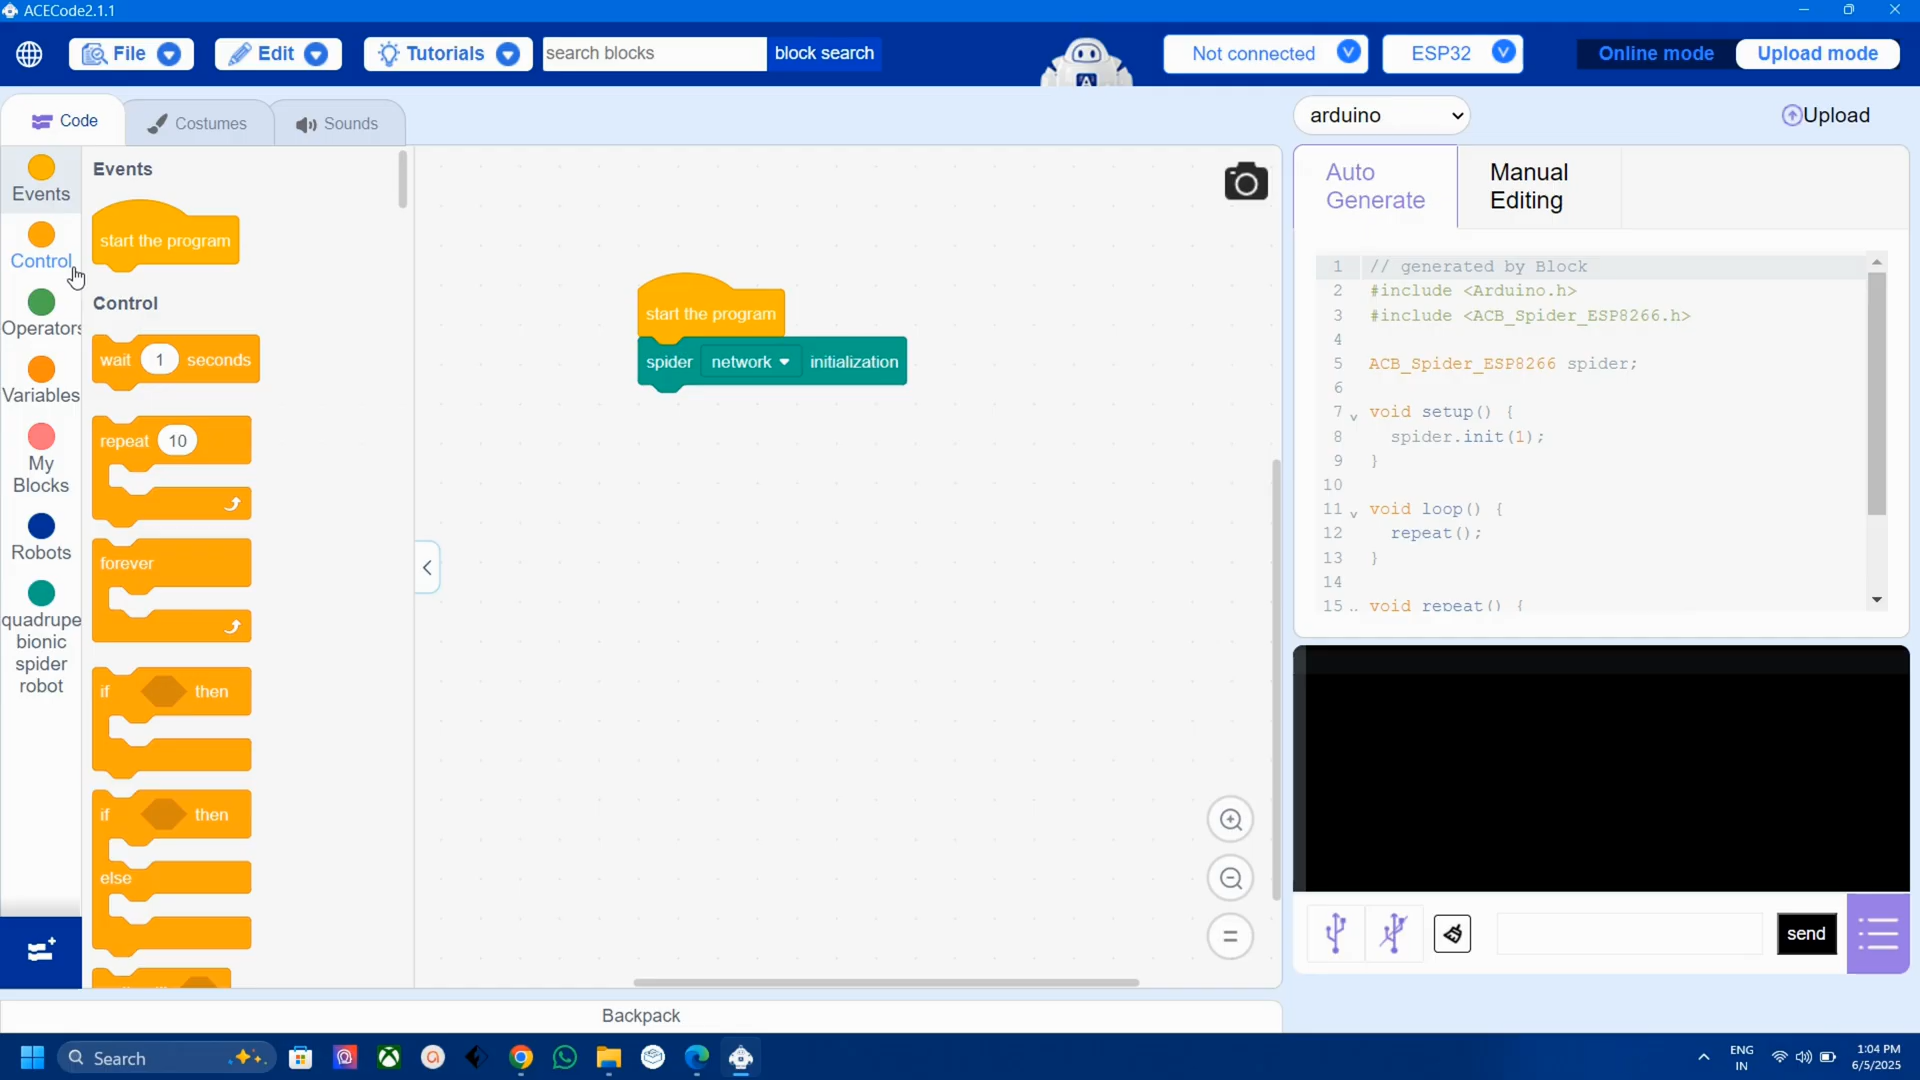 ACECode2.1.1
File
Edit
Tutorials
search blocks
block search
A
Not connected
ESP32
Online mode
Upload mode
Code
Costumes
Sounds
arduino
Upload
Events
Control
Operators
Variables
My
Blocks
Robots
quadrupe
bionic
spider
robot
Events
start the program
Control
wait 1 seconds
repeat 10
forever
if then
if then
else
start the program
spider network initialization
Backpack
Auto
Generate
Manual
Editing
1 // generated by Block
2 #include <Arduino.h>
3 #include <ACB_Spider_ESP8266.h>
4
5 ACB_Spider_ESP8266 spider;
6
7 void setup() {
8 spider.init(1);
9 }
10
11 void loop() {
12 repeat();
13 }
14
15 void repeat() {
send
Search
ENG
IN
1:04 PM
6/5/2025